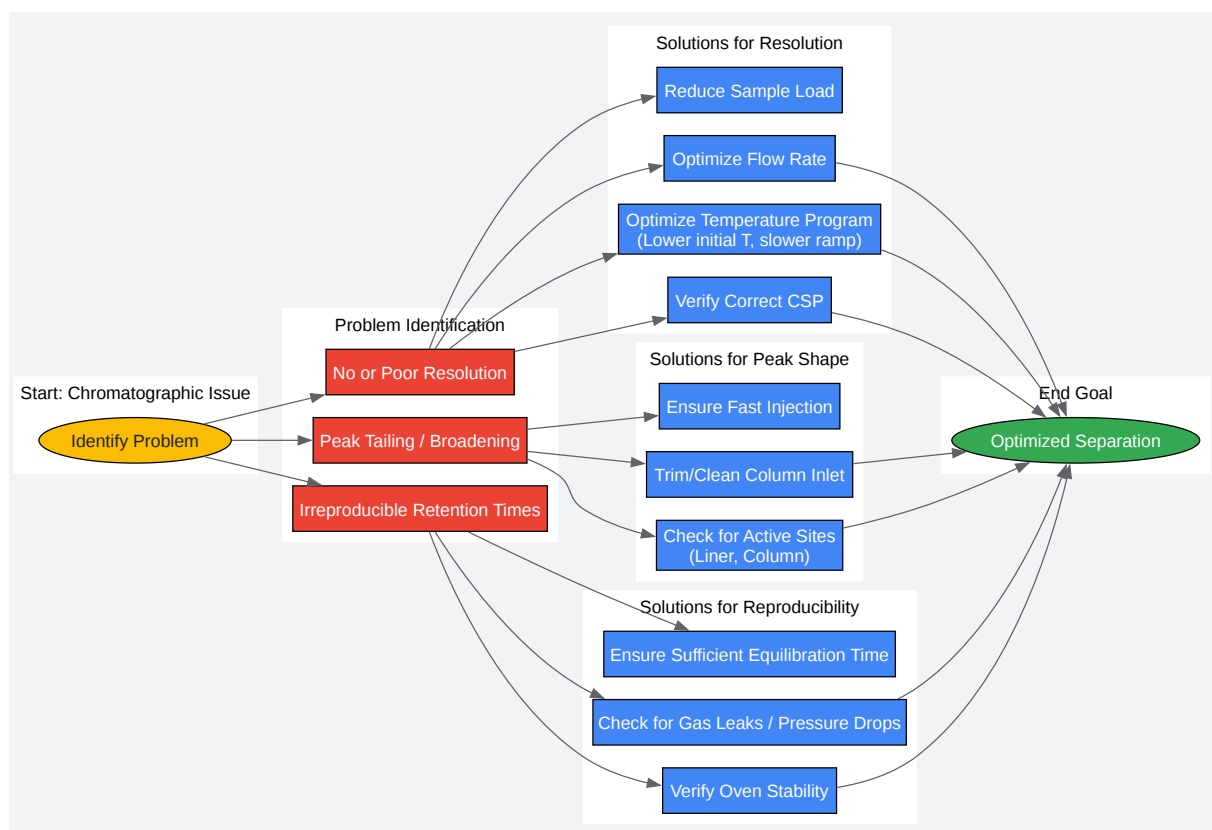 Start: Chromatographic Issue
Identify Problem
Problem Identification
No or Poor Resolution
Peak Tailing / Broadening
Irreproducible Retention Times
Solutions for Resolution
Reduce Sample Load
Optimize Flow Rate
Optimize Temperature Program
(Lower initial T, slower ramp)
Verify Correct CSP
Solutions for Peak Shape
Ensure Fast Injection
Trim/Clean Column Inlet
Check for Active Sites
(Liner, Column)
Solutions for Reproducibility
Ensure Sufficient Equilibration Time
Check for Gas Leaks / Pressure Drops
Verify Oven Stability
End Goal
Optimized Separation